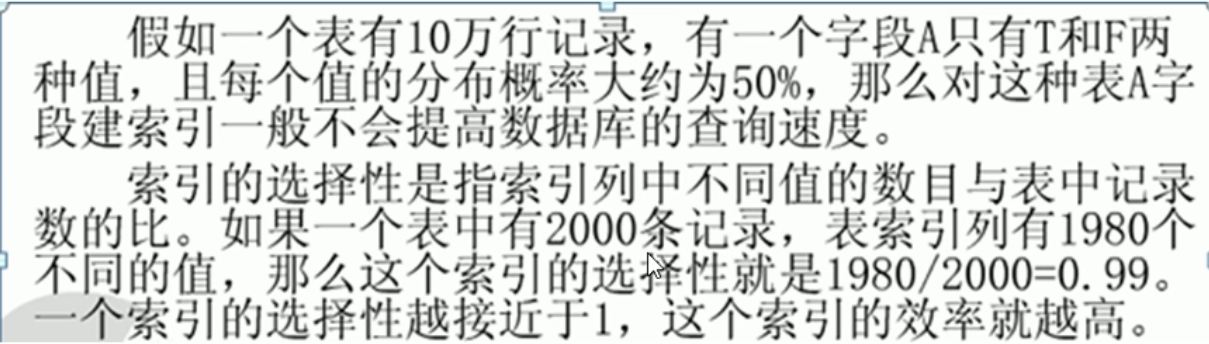 假如一个表有10万行记录，有一个字段A只有T和F两
种值，且每个值的分布概率大约为50%，那么对这种表A字
段建索引一般不会提高数据库的查询速度。
索引的选择性是指索引列中不同值的数目与表中记录
数的比。如果一个表中有2000条记录，表索引列有1980个
不同的值，那么这个索引的选择性就是1980/2000=0.99。
一个索引的选择性越接近于1，这个索引的效率就越高。